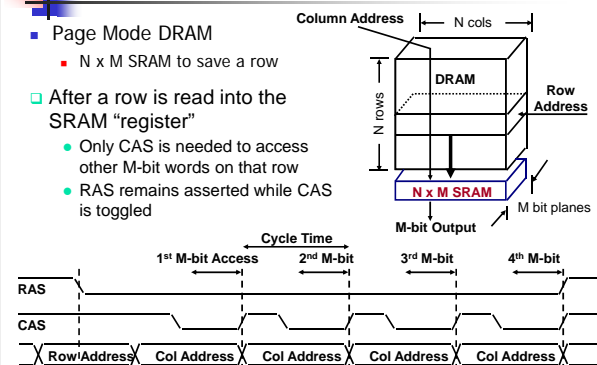 Page Mode DRAM
N x M SRAM to save a row
After a row is read into the
SRAM “register”
Only CAS is needed to access
other M-bit words on that row
RAS remains asserted while CAS
is toggled
Column Address
N cols
DRAM
N rows
Row
Address
N x M SRAM
M bit planes
M-bit Output
Cycle Time
1st M-bit Access 2nd M-bit 3rd M-bit 4th M-bit
RAS
CAS
Row Address Col Address Col Address Col Address Col Address